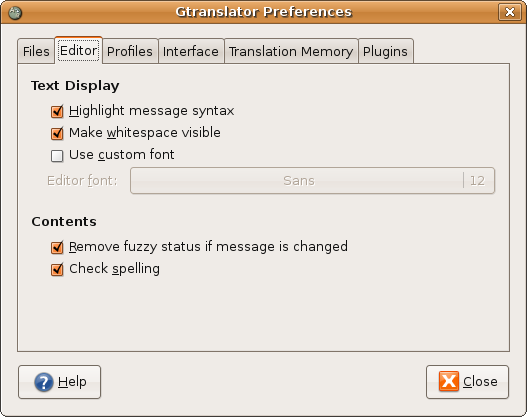 Gtranslator Preferences
Files Editor Profiles Interface Translation Memory Plugins
Text Display
Highlight message syntax
Make whitespace visible
Use custom font
Editor font: Sans 12
Contents
Remove fuzzy status if message is changed
Check spelling
Help Close